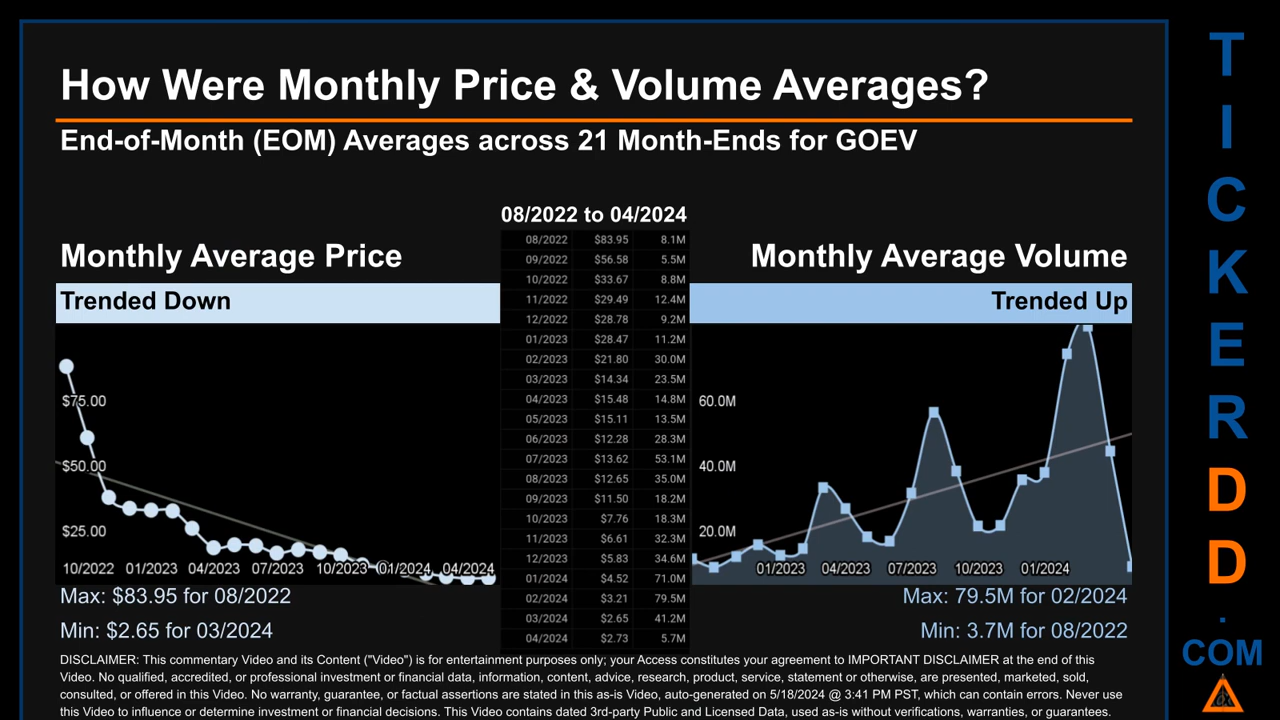 How Were Monthly Price & Volume Averages?
End-of-Month (EOM) Averages across 21 Month-Ends for GOEV
08/2022 to 04/2024
Monthly Average Price
Monthly Average Volume
Trended Down
Trended Up
08/2022 $83.95 8.1M
09/2022 $56.58 5.5M
10/2022 $33.67 8.8M
11/2022 $29.49 12.4M
12/2022 $28.78 9.2M
01/2023 $28.47 11.2M
02/2023 $21.80 30.0M
03/2023 $14.34 23.5M
04/2023 $15.48 14.8M
05/2023 $15.11 13.5M
06/2023 $12.28 28.3M
07/2023 $13.62 53.1M
08/2023 $12.65 35.0M
09/2023 $11.50 18.2M
10/2023 $7.76 18.3M
11/2023 $6.61 32.3M
12/2023 $5.83 34.6M
01/2024 $4.52 71.0M
02/2024 $3.21 79.5M
03/2024 $2.65 41.2M
04/2024 $2.73 5.7M
$75.00
$50.00
$25.00
10/2022 01/2023 04/2023 07/2023 10/2023 01/2024 04/2024
60.0M
40.0M
20.0M
01/2023 04/2023 07/2023 10/2023 01/2024
Max: $83.95 for 08/2022
Min: $2.65 for 03/2024
Max: 79.5M for 02/2024
Min: 3.7M for 08/2022
DISCLAIMER: This commentary Video and its Content ("Video") is for entertainment purposes only; your Access constitutes your agreement to IMPORTANT DISCLAIMER at the end of this
Video. No qualified, accredited, or professional investment or financial data, information, content, advice, research, product, service, statement or otherwise, are presented, marketed, sold,
consulted, or offered in this Video. No warranty, guarantee, or factual assertions are stated in this as-is Video, auto-generated on 5/18/2024 @ 3:41 PM PST, which can contain errors. Never use
this Video to influence or determine investment or financial decisions. This Video contains dated 3rd-party Public and Licensed Data, used as-is without verifications, warranties, or guarantees.
TICKERDD
.
COM